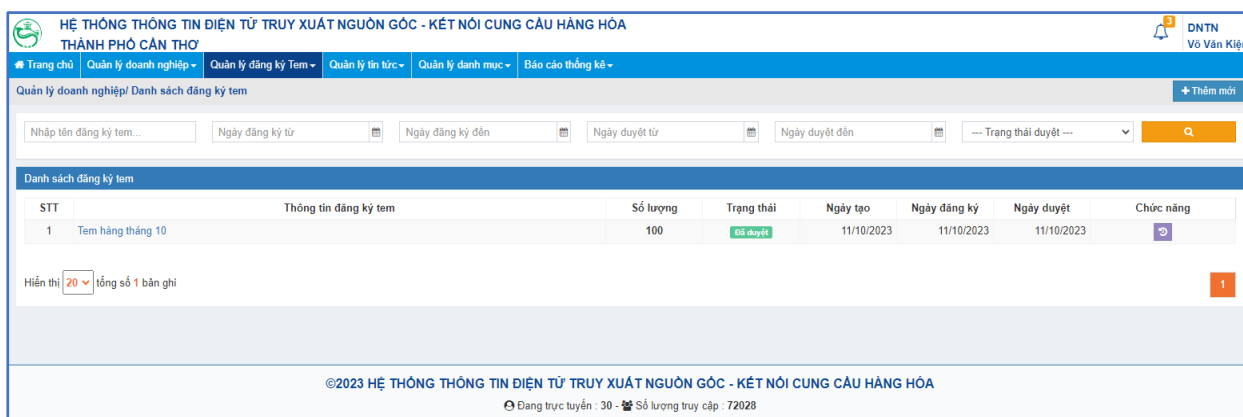 HỆ THỐNG THÔNG TIN ĐIỆN TỬ TRUY XUẤT NGUỒN GỐC - KẾT NỐI CUNG CẦU HÀNG HÓA
THÀNH PHỐ CẦN THƠ
3
DNTN
Võ Văn Kiệ
Trang chủ Quản lý doanh nghiệp Quản lý đăng ký Tem Quản lý tin tức Quản lý danh mục Báo cáo thống kê
Quản lý doanh nghiệp/ Danh sách đăng ký tem + Thêm mới
Nhập tên đăng ký tem... Ngày đăng ký từ Ngày đăng ký đến Ngày duyệt từ Ngày duyệt đến --- Trạng thái duyệt ---
Danh sách đăng ký tem
STT Thông tin đăng ký tem Số lượng Trạng thái Ngày tạo Ngày đăng ký Ngày duyệt Chức năng
1 Tem hàng tháng 10 100 Đã duyệt 11/10/2023 11/10/2023 11/10/2023
Hiển thị 20 tổng số 1 bản ghi 1
©2023 HỆ THỐNG THÔNG TIN ĐIỆN TỬ TRUY XUẤT NGUỒN GỐC - KẾT NỐI CUNG CẦU HÀNG HÓA
Đang trực tuyến : 30 - Số lượng truy cập : 72028